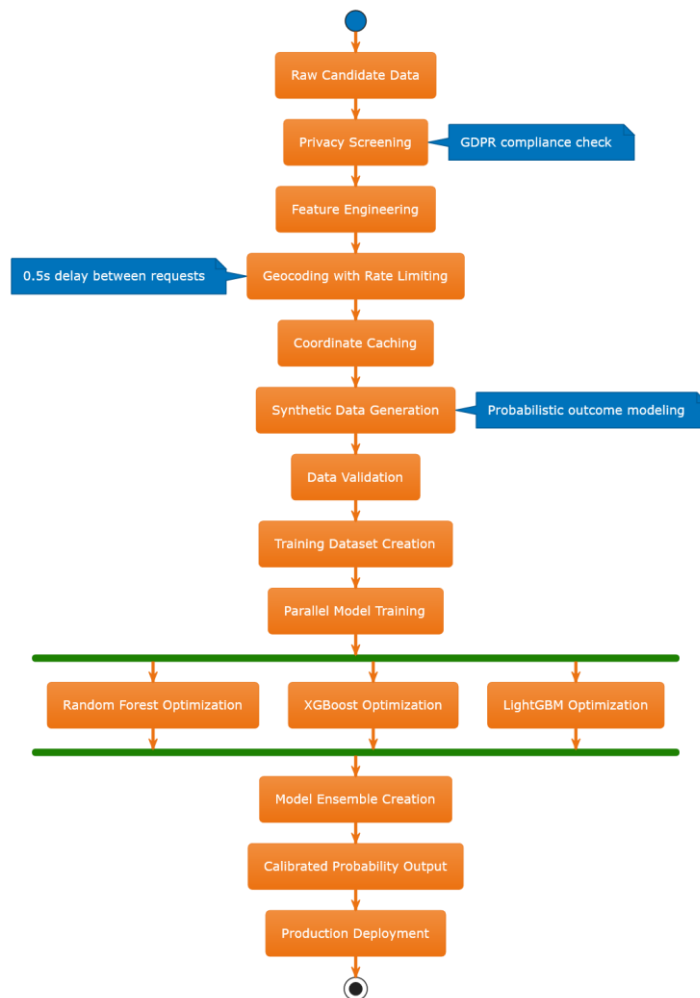 Raw Candidate Data
Privacy Screening
GDPR compliance check
Feature Engineering
0.5s delay between requests
Geocoding with Rate Limiting
Coordinate Caching
Synthetic Data Generation
Probabilistic outcome modeling
Data Validation
Training Dataset Creation
Parallel Model Training
Random Forest Optimization
XGBoost Optimization
LightGBM Optimization
Model Ensemble Creation
Calibrated Probability Output
Production Deployment